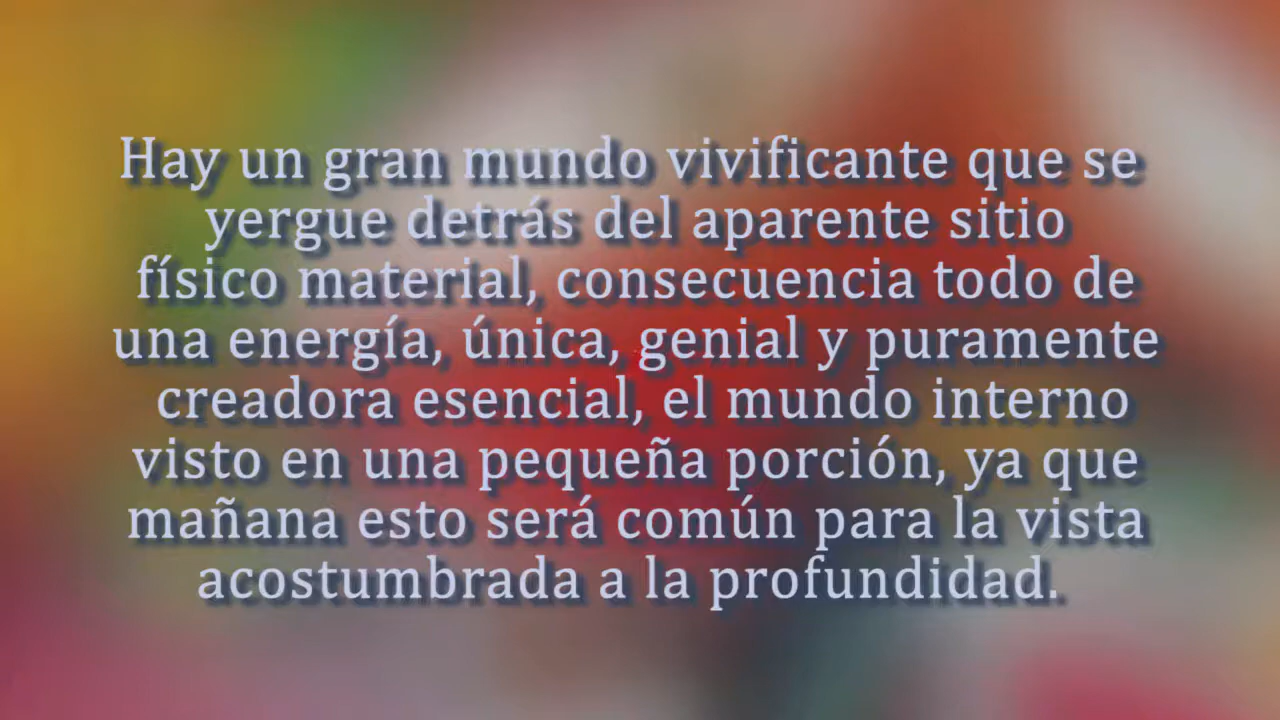 Hay un gran mundo vivificante que se
yergue detrás del aparente sitio
físico material, consecuencia todo de
una energía, única, genial y puramente
creadora esencial, el mundo interno
visto en una pequeña porción, ya que
mañana esto será común para la vista
acostumbrada a la profundidad.